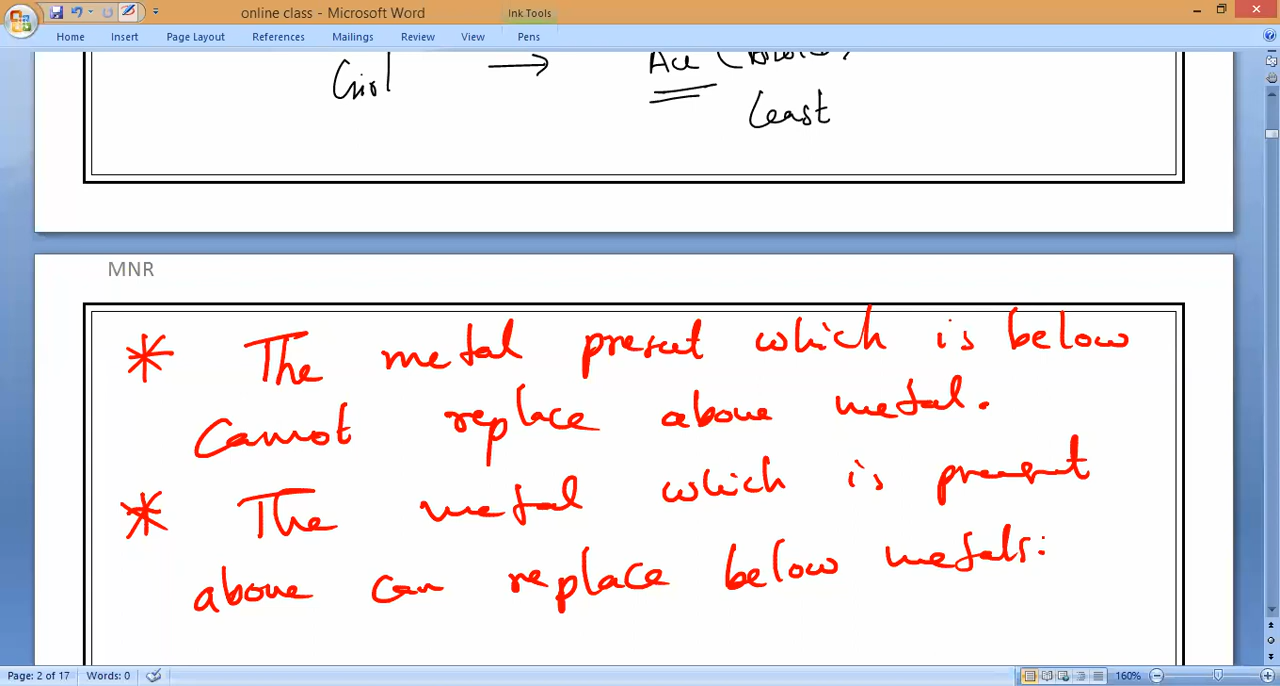 online class - Microsoft Word
Ink Tools
Home Insert Page Layout References Mailings Review View Pens
Girl → Ace
Least
MNR
* The metal present which is below
cannot replace above metal.
* The metal which is present
above can replace below metals:
Page: 2 of 17 Words: 0 160%